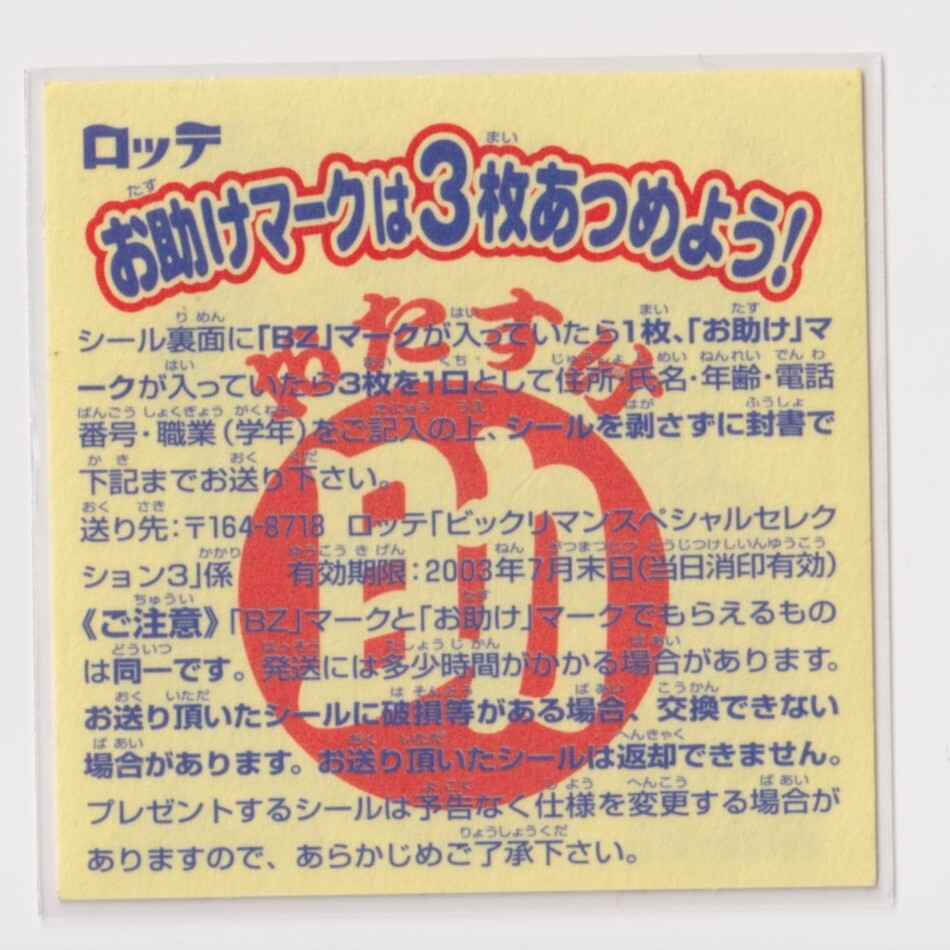 ロッテ
お助けマークは3枚あつめよう!
おたすけ
助
シール裏面に「BZ」マークが入っていたら1枚、「お助け」マ
ークが入っていたら3枚を1口として住所・氏名・年齢・電話
番号・職業(学年)をご記入の上、シールを剥さずに封書で
下記までお送り下さい。
送り先:〒164-8718 ロッテ「ビックリマンスペシャルセレク
ション3」係 有効期限:2003年7月末日(当日消印有効)
《ご注意》「BZ」マークと「お助け」マークでもらえるもの
は同一です。発送には多少時間がかかる場合があります。
お送り頂いたシールに破損等がある場合、交換できない
場合があります。お送り頂いたシールは返却できません。
プレゼントするシールは予告なく仕様を変更する場合が
ありますので、あらかじめご了承下さい。